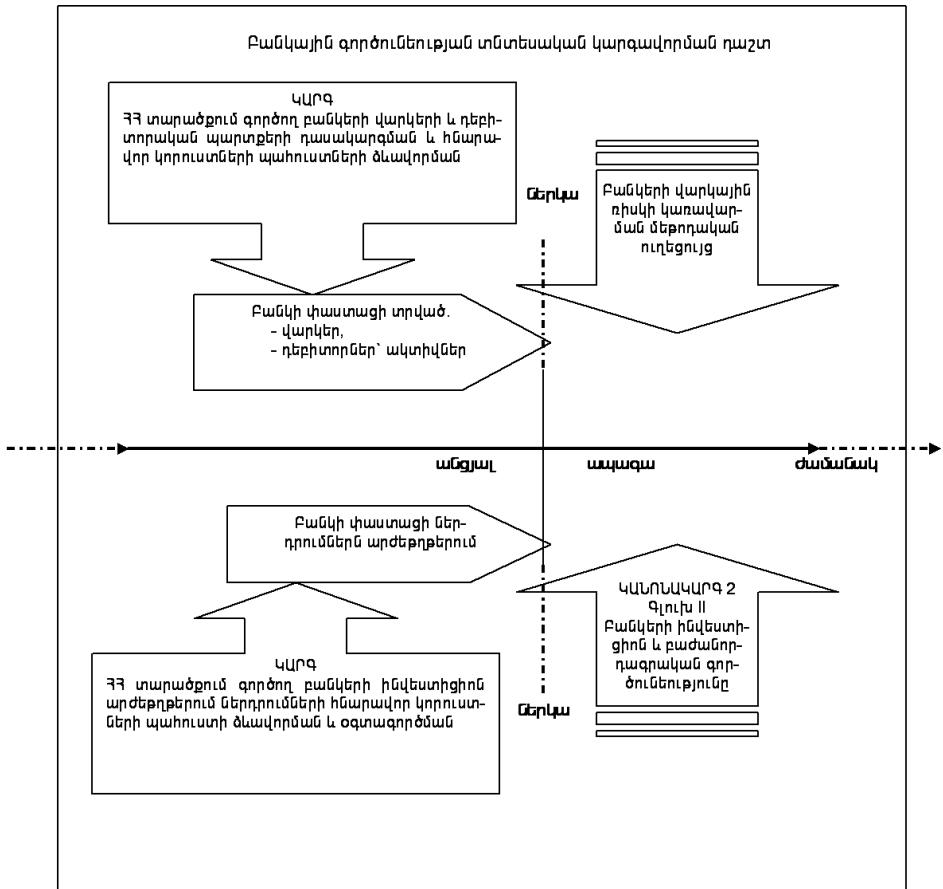 Բանկային գործունեության տնտեսական կարգավորման դաշտ
ԿԱՐԳ
ՀՀ տարածքում գործող բանկերի վարկերի և դեբի-
տորական պարտքերի դասակարգման և հնարա-
վոր կորուստների պահուստների ձևավորման
Ներկա
Բանկերի վարկային
ռիսկի կառավար-
ման մեթոդական
ուղեցույց
Բանկի փաստացի տրված.
- վարկեր,
- դեբիտորներ՝ ակտիվներ
անցյալ
ապագա
ժամանակ
Բանկի փաստացի ներ-
դրումներն արժեթղթերում
ԿԱՆՈՆԱԿԱՐԳ 2
Գլուխ II
Բանկերի ինվեստի-
ցիոն և բաժանոր-
դագրական գոր-
ծունեությունը
ԿԱՐԳ
ՀՀ տարածքում գործող բանկերի ինվեստիցիոն
արժեթղթերում ներդրումների հնարավոր կորուստ-
ների պահուստի ձևավորման և օգտագործման
Ներկա